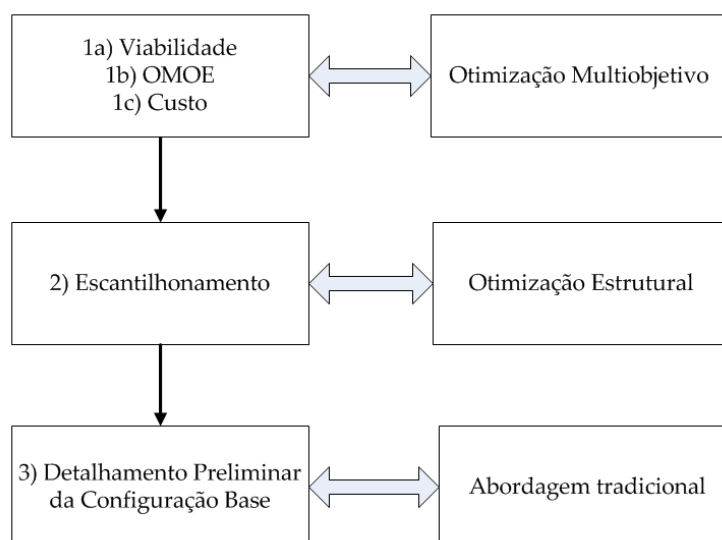 1a) Viabilidade
1b) OMOE
1c) Custo
Otimização Multiobjetivo
2) Escantilhonamento
Otimização Estrutural
3) Detalhamento Preliminar
da Configuração Base
Abordagem tradicional